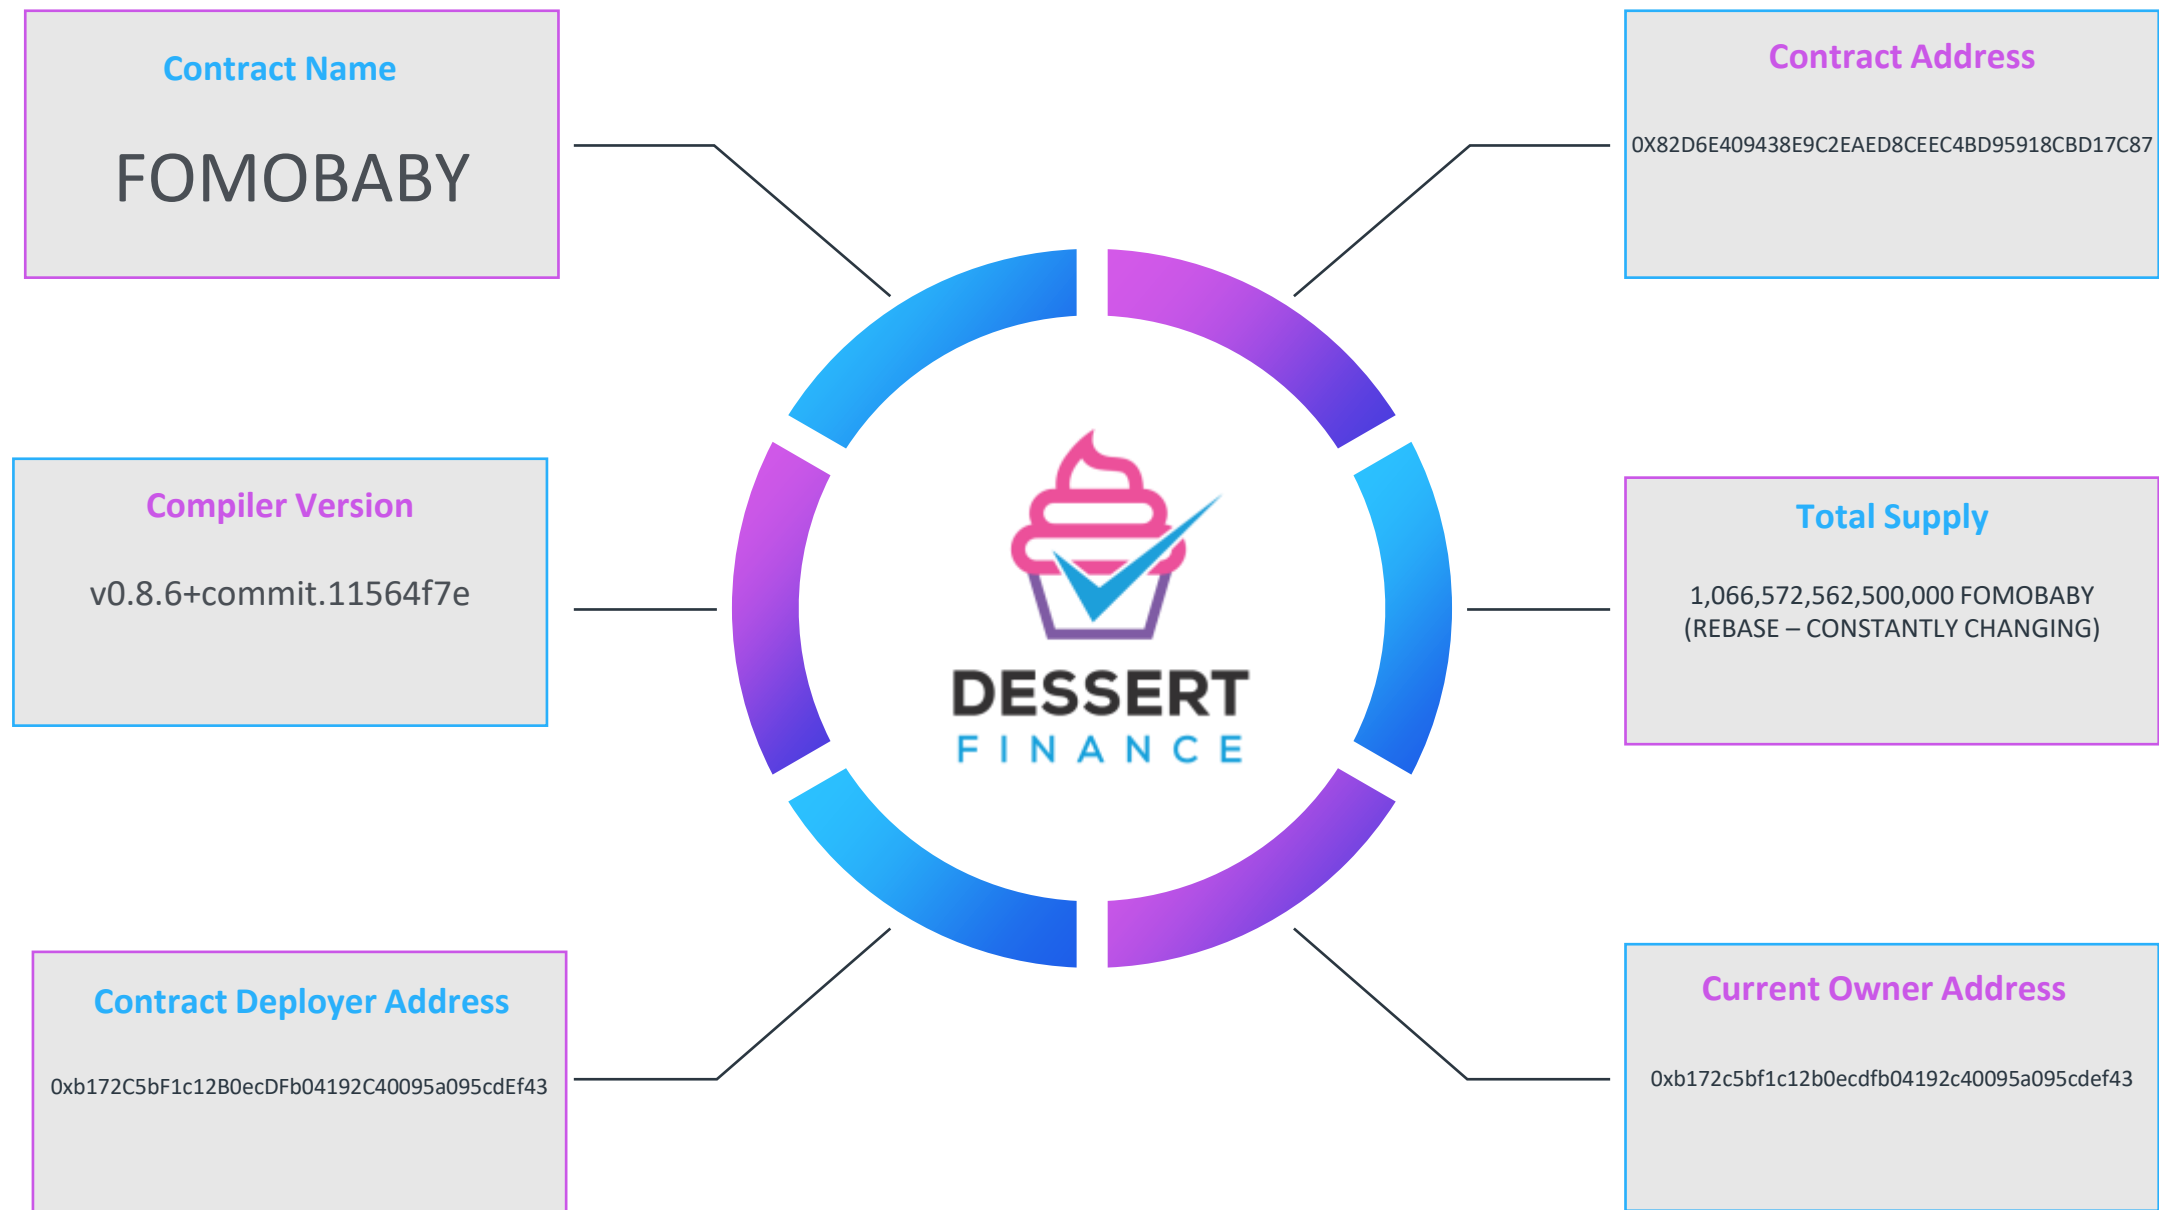 Contract Name
FOMOBABY
Contract Address
0X82D6E409438E9C2EAED8CEEC4BD95918CBD17C87
Compiler Version
v0.8.6+commit.11564f7e
DESSERT
FINANCE
Total Supply
1,066,572,562,500,000 FOMOBABY
(REBASE – CONSTANTLY CHANGING)
Contract Deployer Address
0xb172C5bF1c12B0ecDFb04192C40095a095cdEf43
Current Owner Address
0xb172c5bf1c12b0ecdfb04192c40095a095cdef43